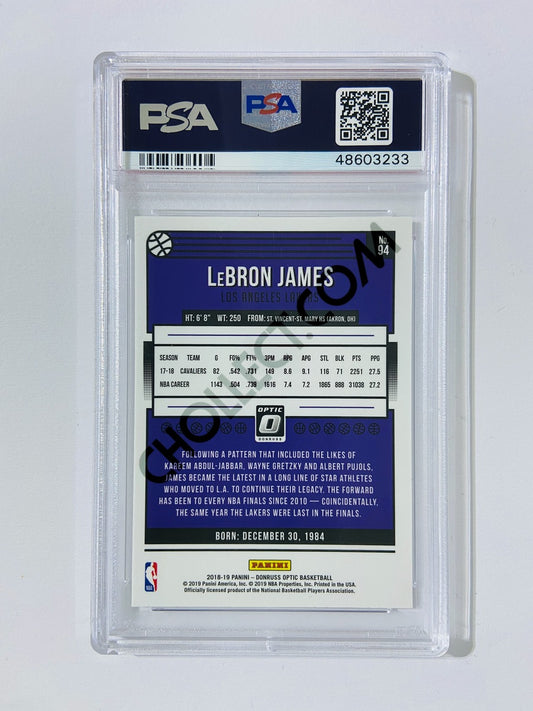 PSA
PSA
48603233
No.
94
LeBRON JAMES
LOS ANGELES LAKERS
HT: 6' 8" WT: 250 FROM: ST. VINCENT-ST. MARY HS (AKRON, OH)
SEASON TEAM G FG% FT% 3PM RPG APG STL BLK PTS PPG
17-18 CAVALIERS 82 .542 .731 149 8.6 9.1 116 71 2251 27.5
NBA CAREER 1143 .504 .739 1616 7.4 7.2 1865 888 31038 27.2
OPTIC
DONRUSS
FOLLOWING A PATTERN THAT INCLUDED THE LIKES OF
KAREEM ABDUL-JABBAR, WAYNE GRETZKY AND ALBERT PUJOLS,
JAMES BECAME THE LATEST IN A LONG LINE OF STAR ATHLETES
WHO MOVED TO L.A. TO CONTINUE THEIR LEGACY. THE FORWARD
HAS BEEN TO EVERY NBA FINALS SINCE 2010 — COINCIDENTALLY,
THE SAME YEAR THE LAKERS WERE LAST IN THE FINALS.
BORN: DECEMBER 30, 1984
PANINI
2018-19 PANINI – DONRUSS OPTIC BASKETBALL
© 2019 Panini America, Inc. © 2019 NBA Properties, Inc. Printed in the USA.
Officially licensed product of the National Basketball Players Association.
CHOLLECT.COM